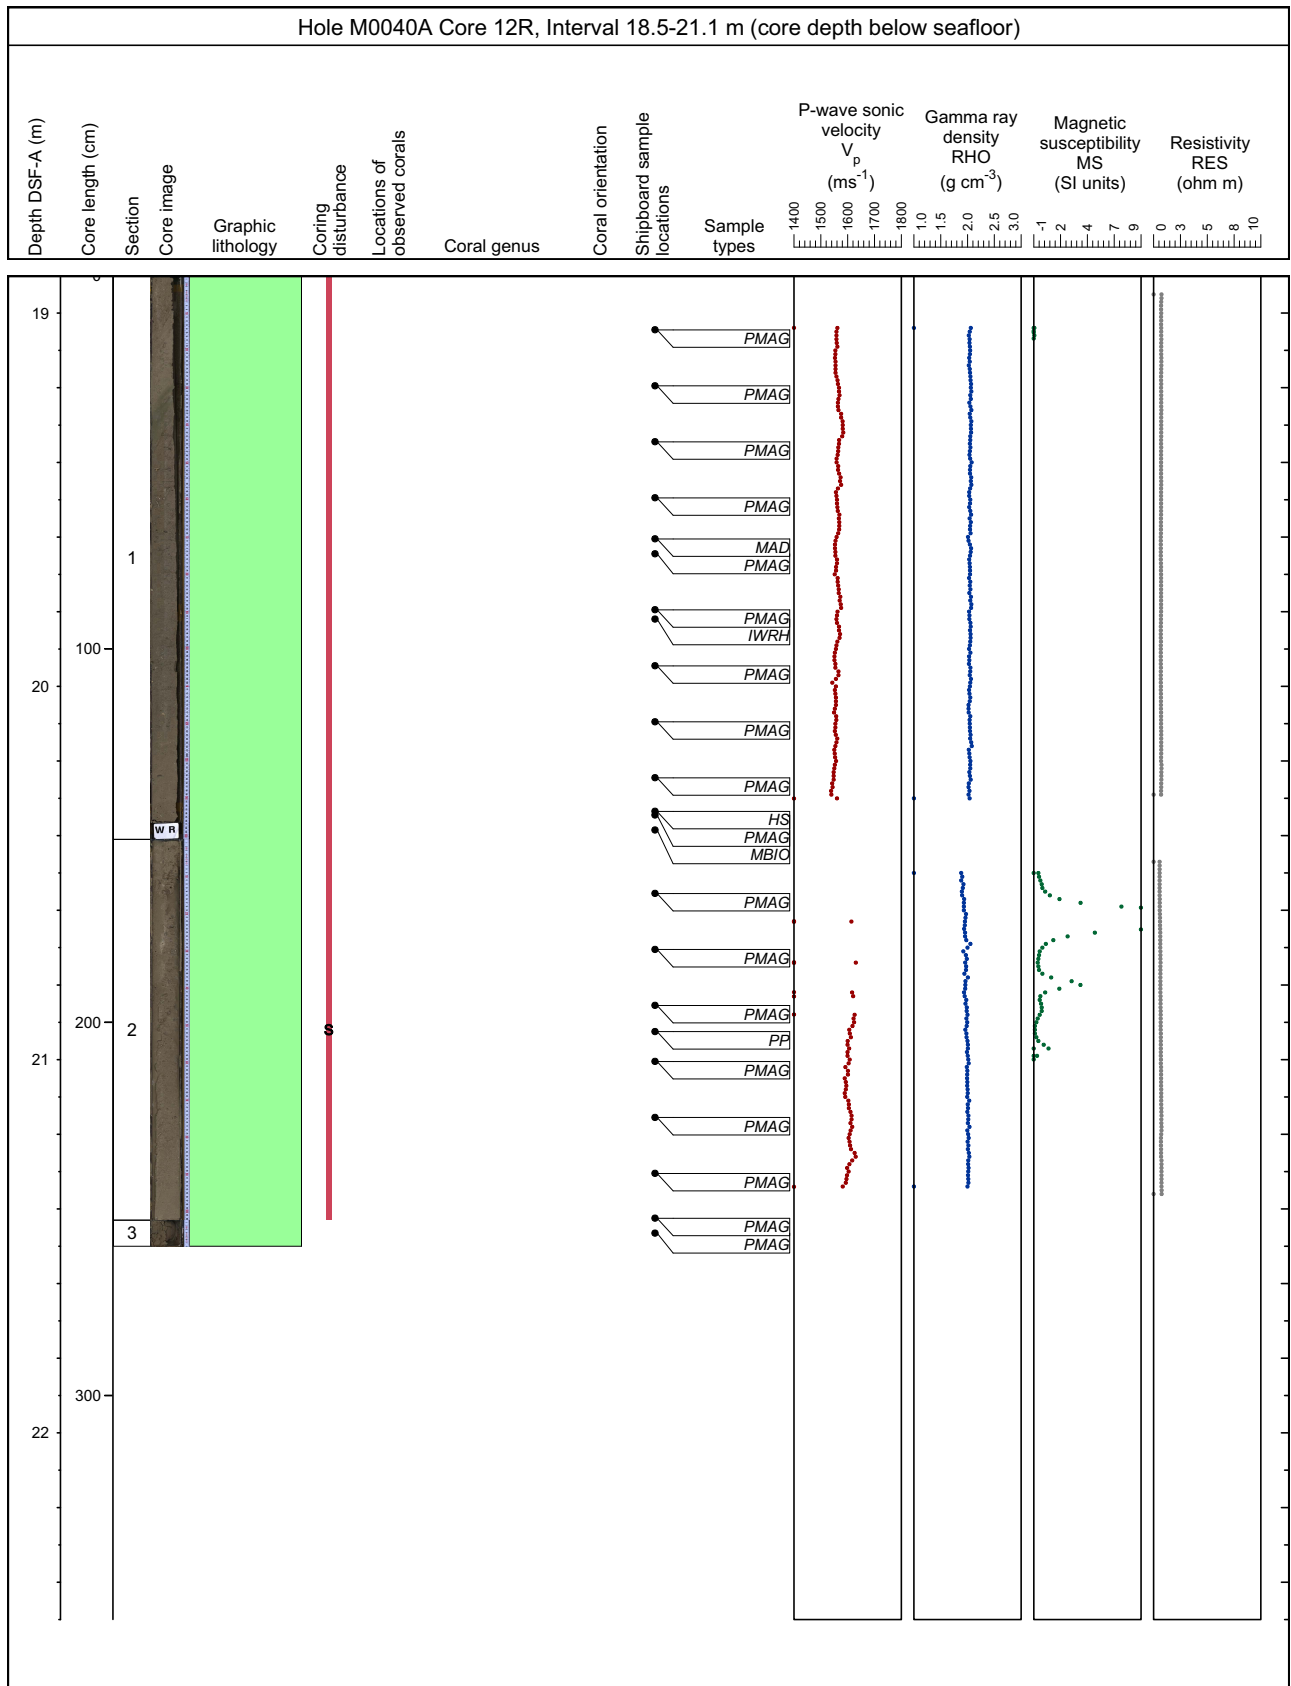 Hole M0040A Core 12R, Interval 18.5-21.1 m (core depth below seafloor)
Depth DSF-A (m)
Core length (cm)
Section
Core image
Graphic
lithology
Coring
disturbance
Locations of
observed corals
Coral genus
Coral orientation
Shipboard sample
locations
Sample
types
P-wave sonic
velocity
Vp
(ms-1)
1400 1500 1600 1700 1800
Gamma ray
density
RHO
(g cm-3)
1.0 1.5 2.0 2.5 3.0
Magnetic
susceptibility
MS
(SI units)
-1 2 4 7 9
Resistivity
RES
(ohm m)
0 3 5 8 10
0
19
PMAG
PMAG
PMAG
PMAG
MAD
1
PMAG
PMAG
IWRH
100
PMAG
20
PMAG
PMAG
HS
W R
PMAG
MBIO
PMAG
PMAG
PMAG
200
2
S
PP
21
PMAG
PMAG
PMAG
PMAG
3
PMAG
300
22